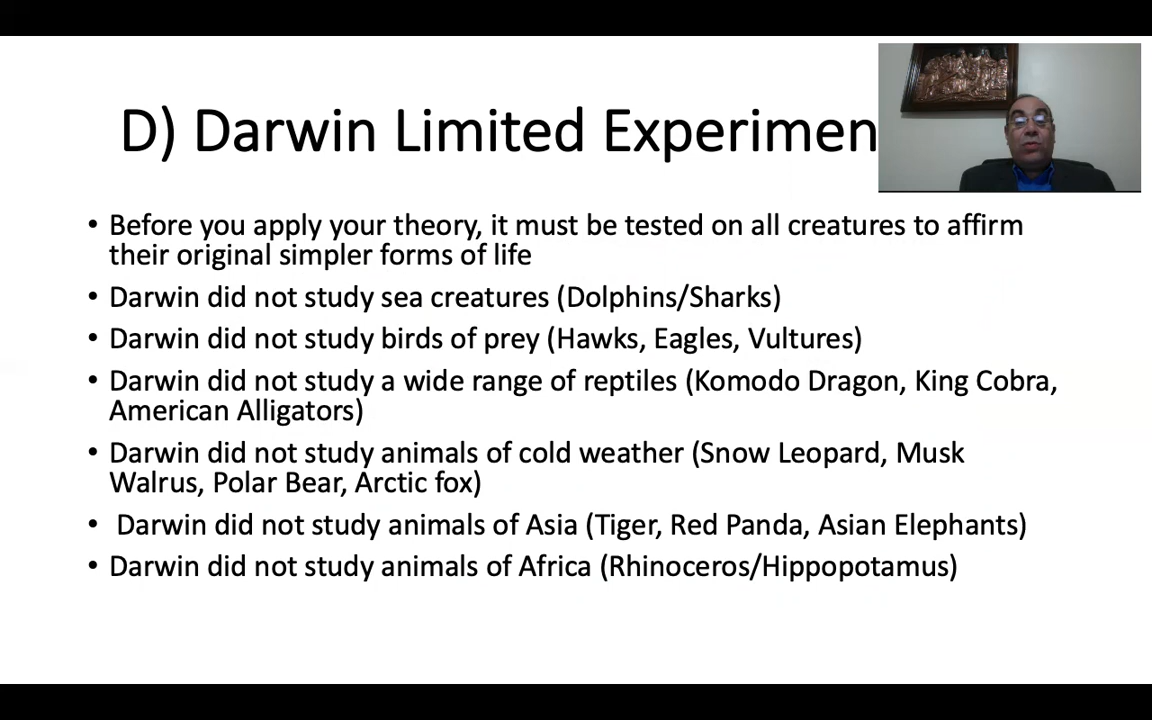 D) Darwin Limited Experimen
• Before you apply your theory, it must be tested on all creatures to affirm
their original simpler forms of life
• Darwin did not study sea creatures (Dolphins/Sharks)
• Darwin did not study birds of prey (Hawks, Eagles, Vultures)
• Darwin did not study a wide range of reptiles (Komodo Dragon, King Cobra,
American Alligators)
• Darwin did not study animals of cold weather (Snow Leopard, Musk
Walrus, Polar Bear, Arctic fox)
• Darwin did not study animals of Asia (Tiger, Red Panda, Asian Elephants)
• Darwin did not study animals of Africa (Rhinoceros/Hippopotamus)